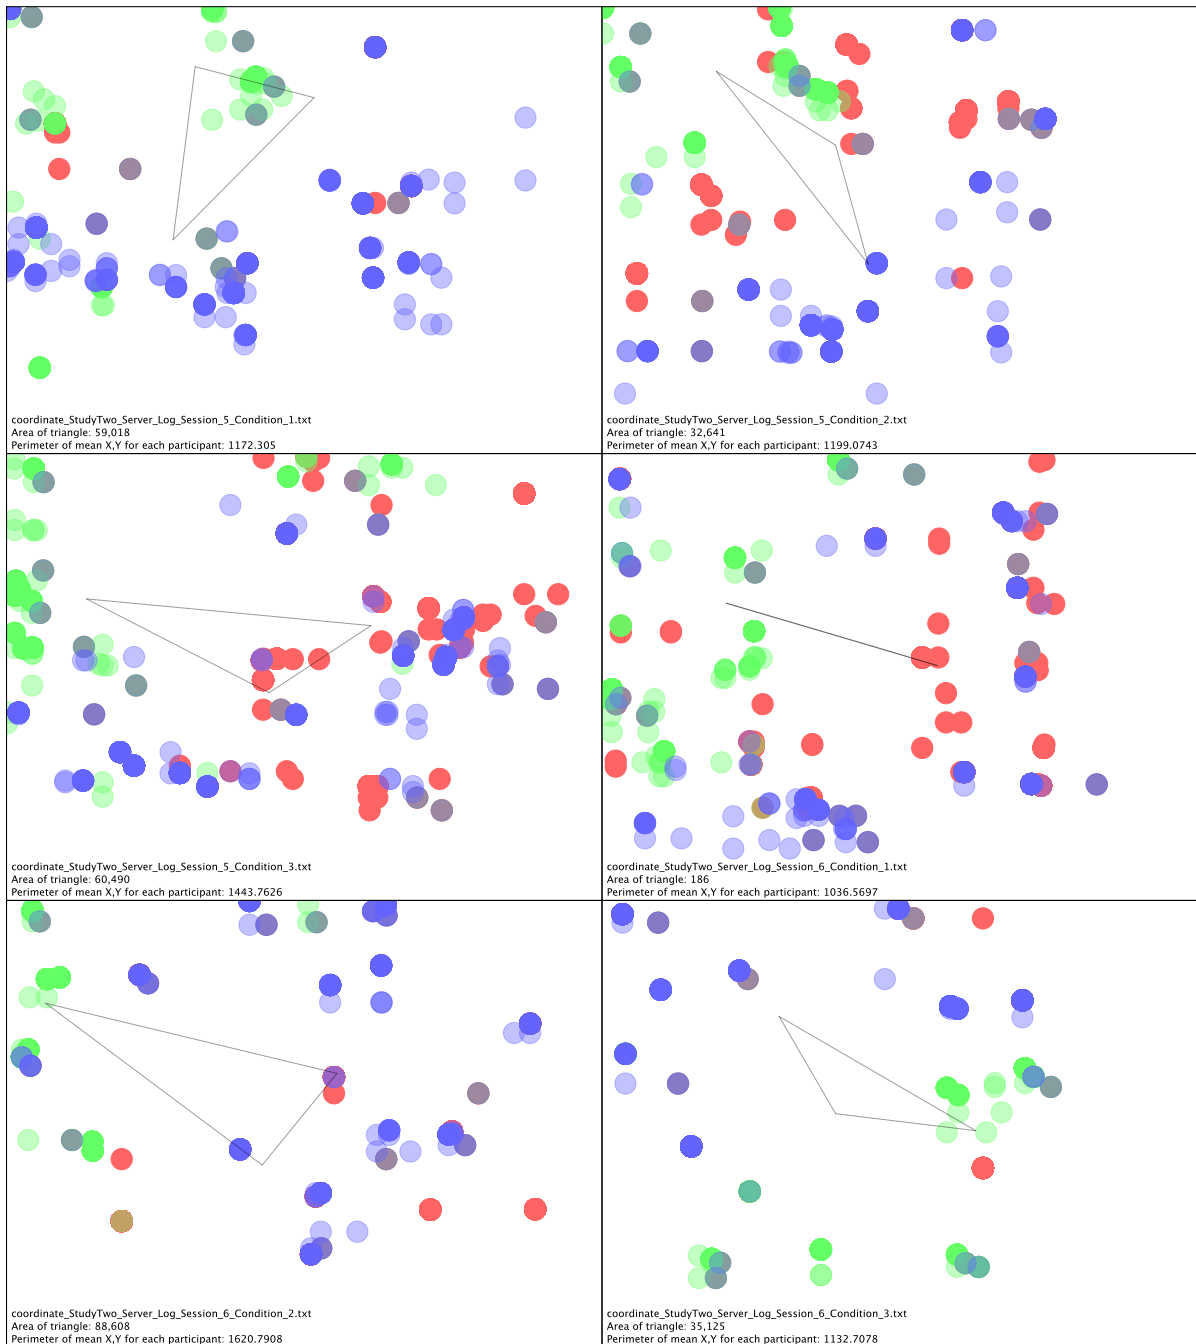 coordinate_StudyTwo_Server_Log_Session_5_Condition_1.txt
Area of triangle: 59,018
Perimeter of mean X,Y for each participant: 1172.305
coordinate_StudyTwo_Server_Log_Session_5_Condition_2.txt
Area of triangle: 32,641
Perimeter of mean X,Y for each participant: 1199.0743
coordinate_StudyTwo_Server_Log_Session_5_Condition_3.txt
Area of triangle: 60,490
Perimeter of mean X,Y for each participant: 1443.7626
coordinate_StudyTwo_Server_Log_Session_6_Condition_1.txt
Area of triangle: 186
Perimeter of mean X,Y for each participant: 1036.5697
coordinate_StudyTwo_Server_Log_Session_6_Condition_2.txt
Area of triangle: 88,608
Perimeter of mean X,Y for each participant: 1620.7908
coordinate_StudyTwo_Server_Log_Session_6_Condition_3.txt
Area of triangle: 35,125
Perimeter of mean X,Y for each participant: 1132.7078